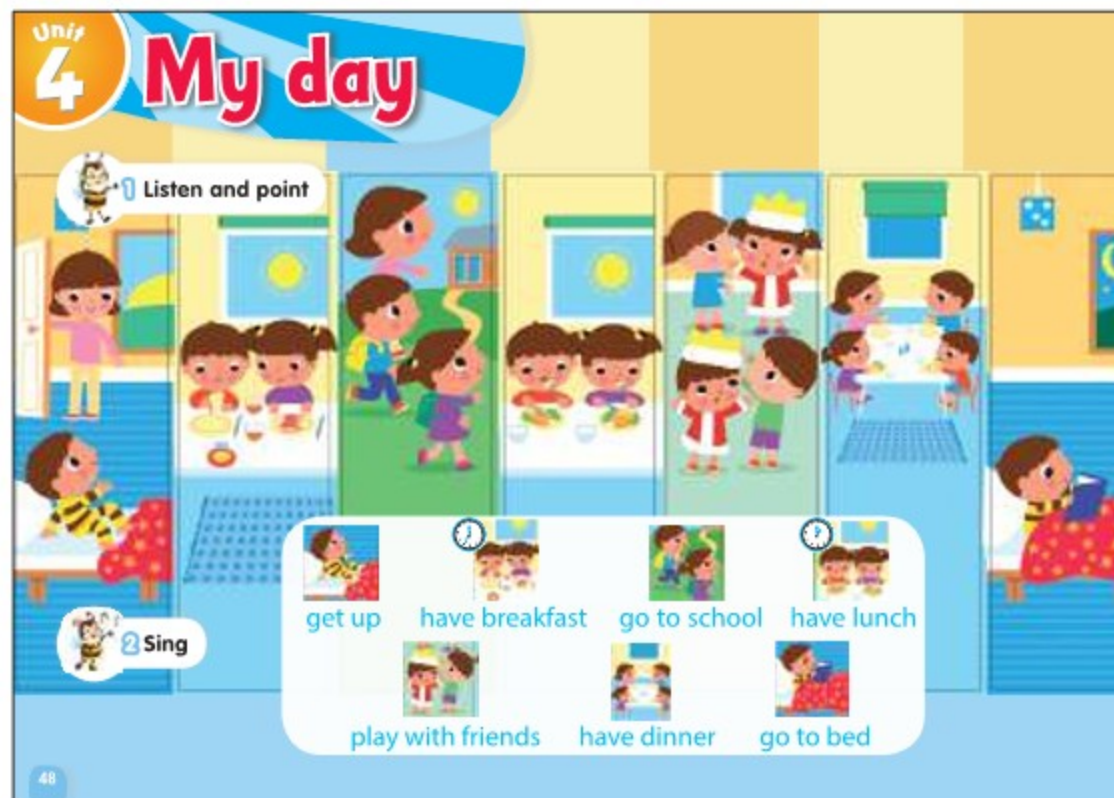 Unit
4
My day
1 Listen and point
get up
have breakfast
go to school
have lunch
play with friends
have dinner
go to bed
2 Sing
48